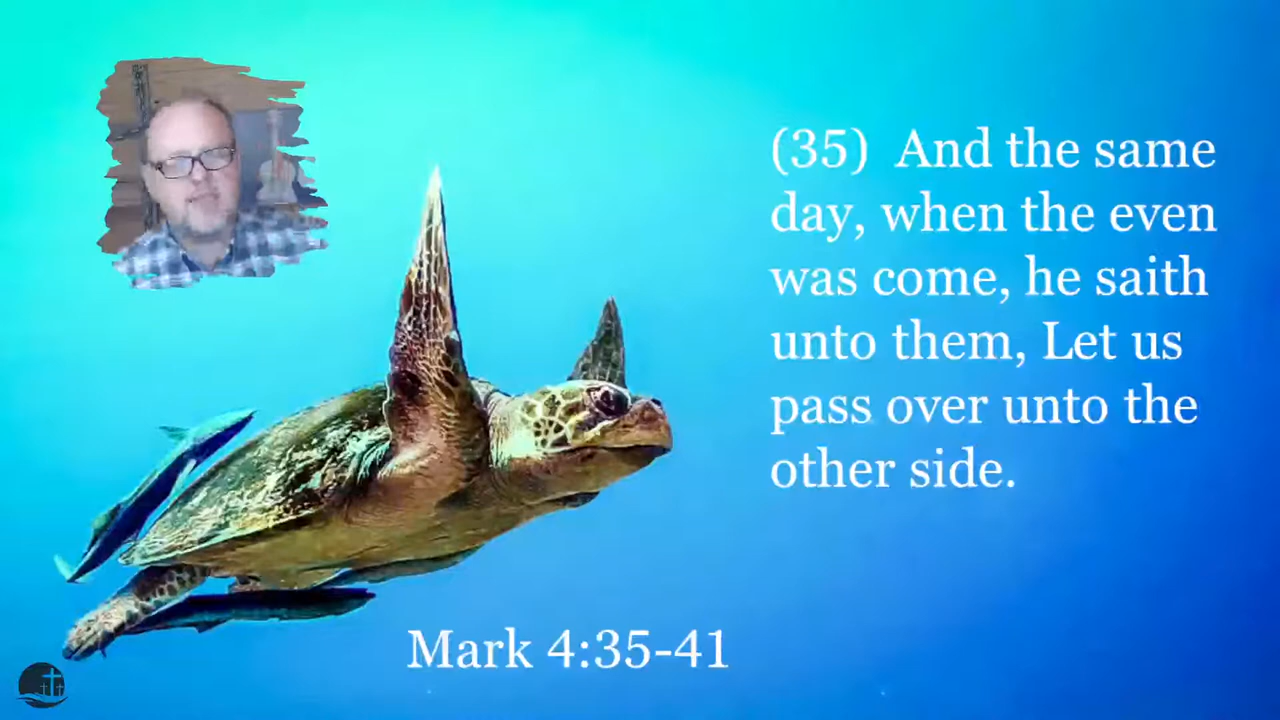 (35) And the same
day, when the even
was come, he saith
unto them, Let us
pass over unto the
other side.
Mark 4:35-41